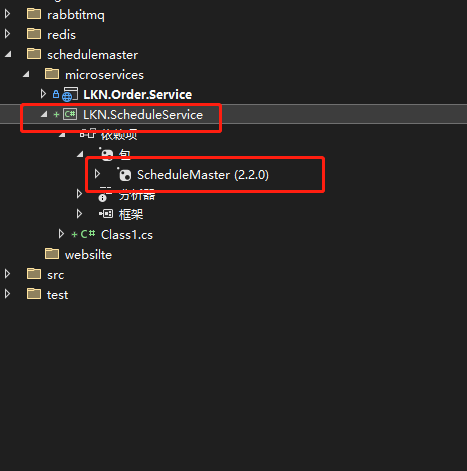 rabbtitmq
redis
schedulemaster
microservices
LKN.Order.Service
+ C# LKN.ScheduleService
依赖项
包
ScheduleMaster (2.2.0)
分析器
框架
+ C# Class1.cs
websilte
src
test